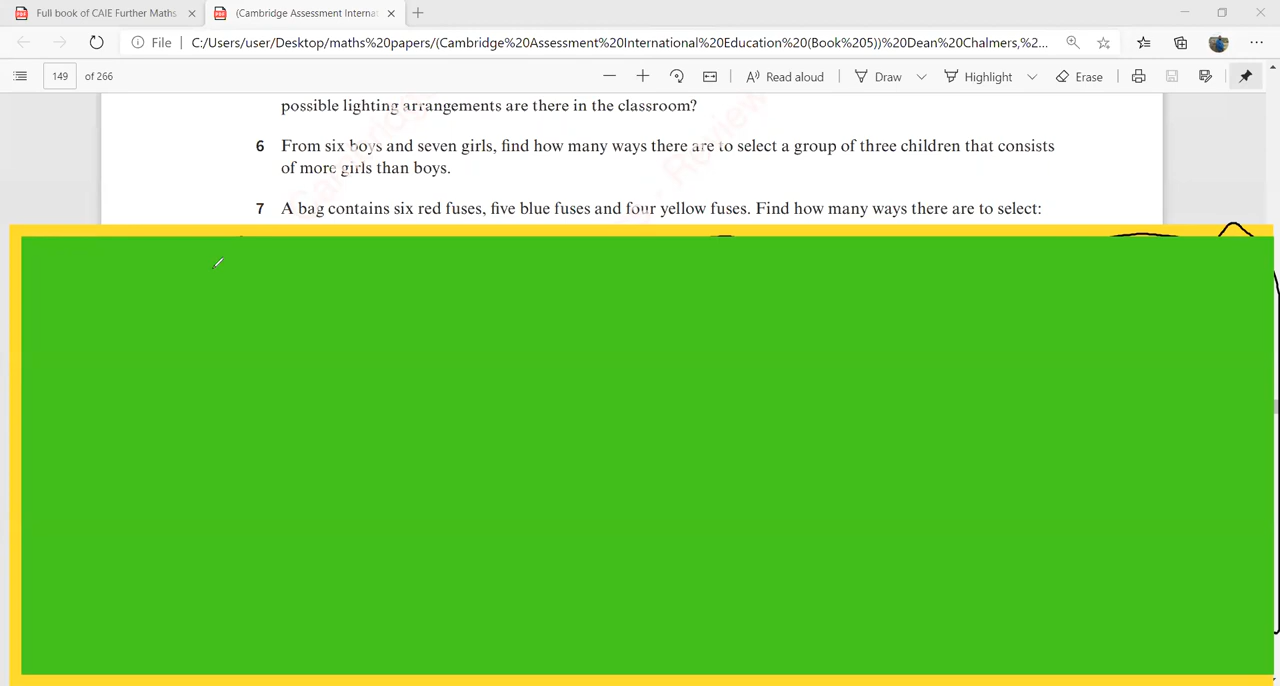 Full book of CAIE Further Maths
(Cambridge Assessment Interna
File
C:/Users/user/Desktop/maths%20papers/(Cambridge%20Assessment%20International%20Education%20(Book%205))%20Dean%20Chalmers,%2...
149 of 266
Read aloud
Draw
Highlight
Erase
possible lighting arrangements are there in the classroom?
6 From six boys and seven girls, find how many ways there are to select a group of three children that consists
of more girls than boys.
7 A bag contains six red fuses, five blue fuses and four yellow fuses. Find how many ways there are to select: